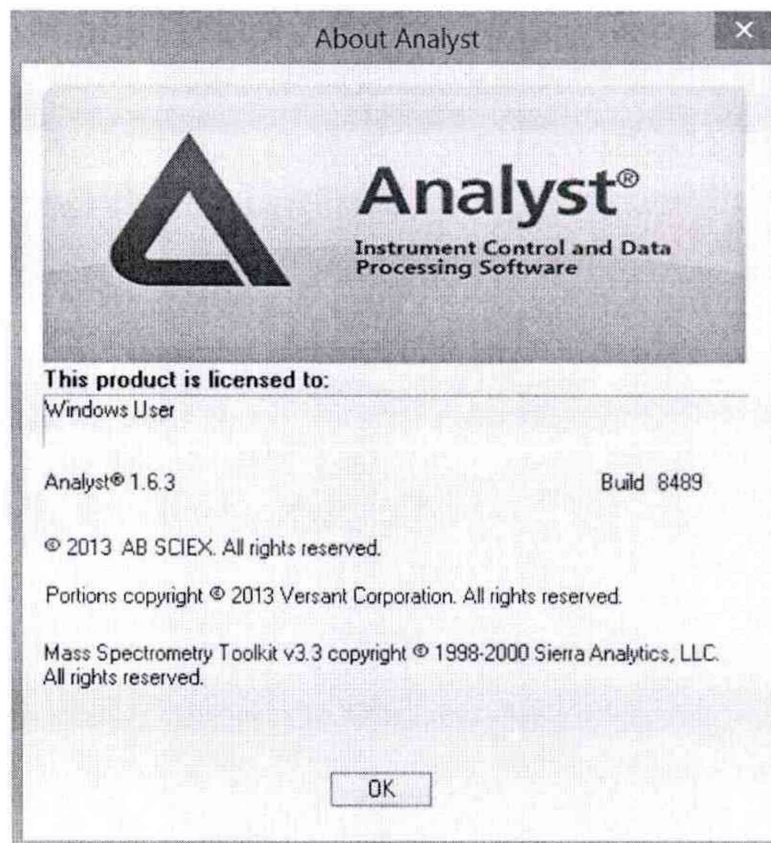 About Analyst
Analyst®
Instrument Control and Data
Processing Software
This product is licensed to:
Windows User
Analyst® 1.6.3 Build 8489
© 2013 AB SCIEX. All rights reserved.
Portions copyright © 2013 Versant Corporation. All rights reserved.
Mass Spectrometry Toolkit v3.3 copyright © 1998-2000 Sierra Analytics, LLC.
All rights reserved.
OK